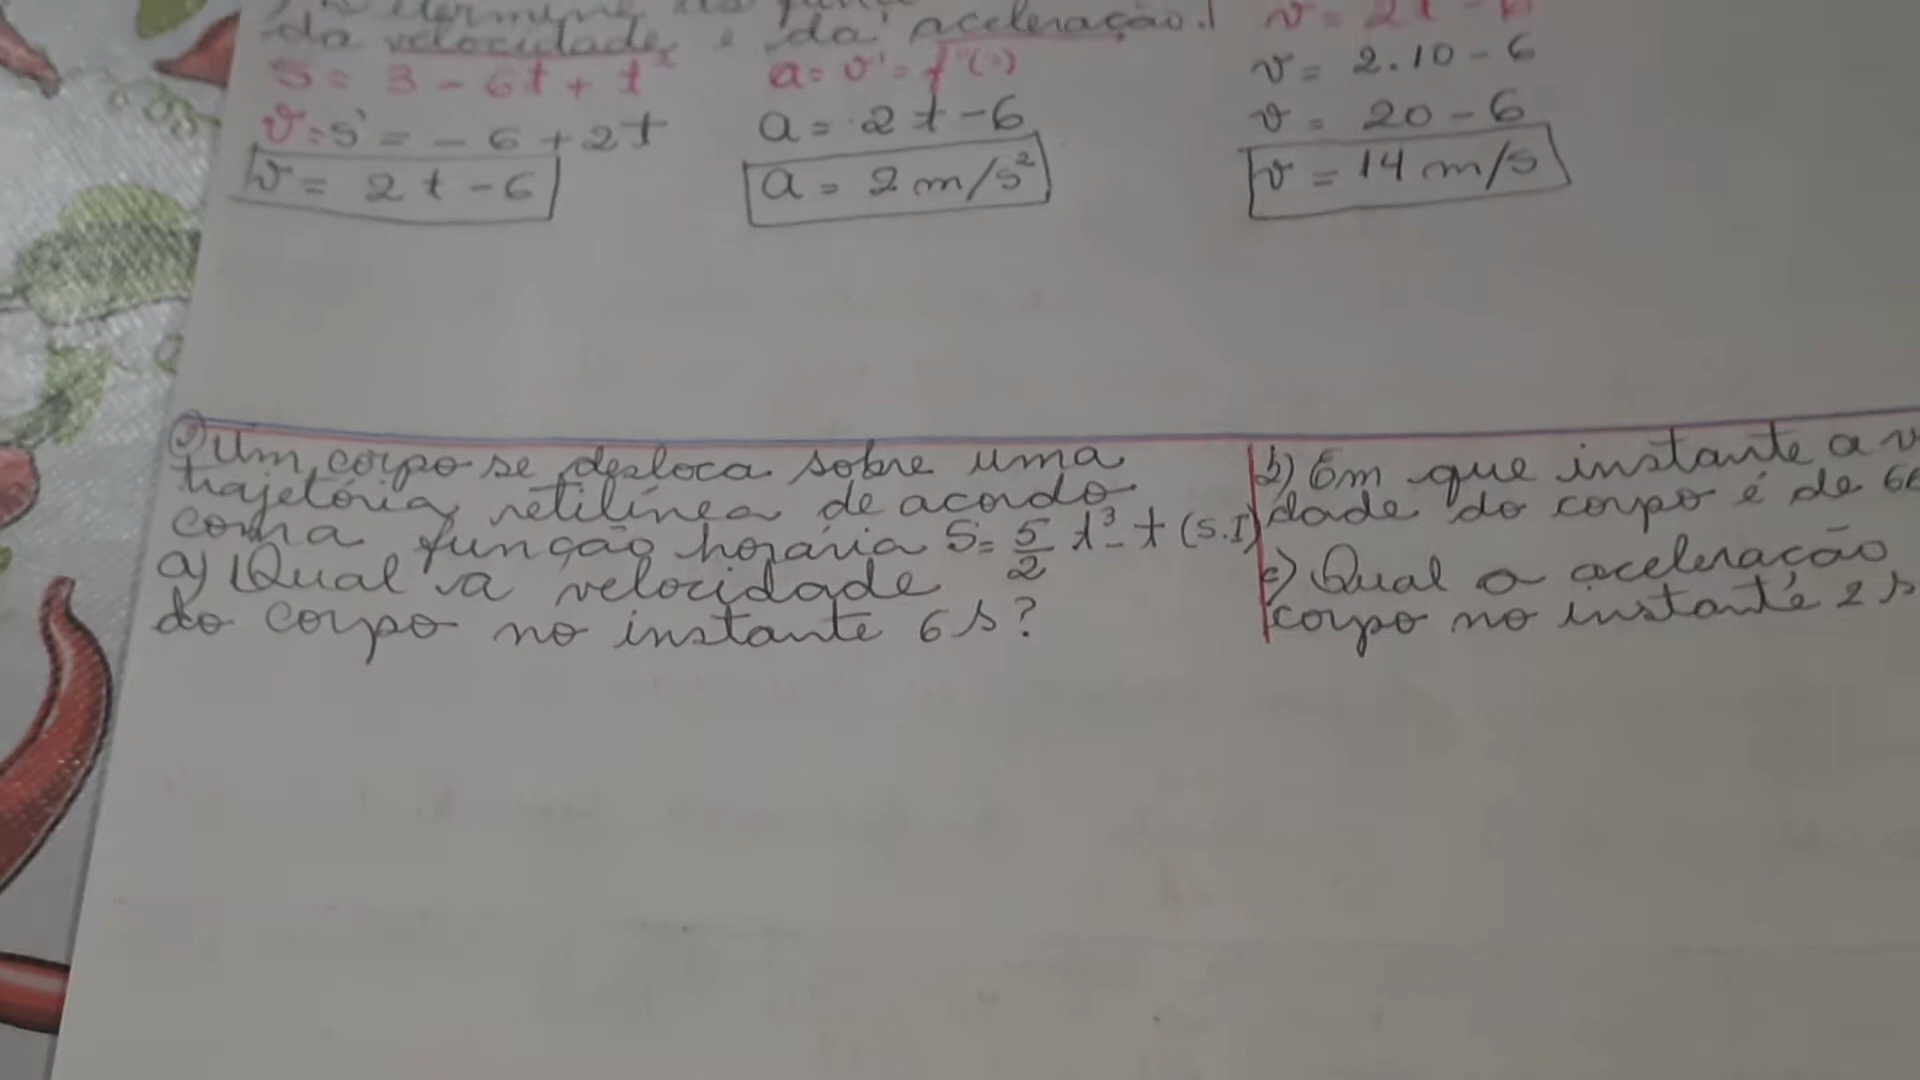 da velocidade e da aceleração.
S = 3 - 6t + t²
v = S' = - 6 + 2t
v = 2t - 6
a = v' = f''(s)
a = 2t - 6
a = 2 m/s²
v = 2t - 6
v = 2.10 - 6
v = 20 - 6
v = 14 m/s
Um corpo se desloca sobre uma
trajetória retilínea de acordo
com a função horária S = 5/2 t³ - t (S.I)
a) Qual a velocidade
do corpo no instante 6 s?
b) Em que instante a v
dade do corpo é de
c) Qual a aceleração
corpo no instante 2 s